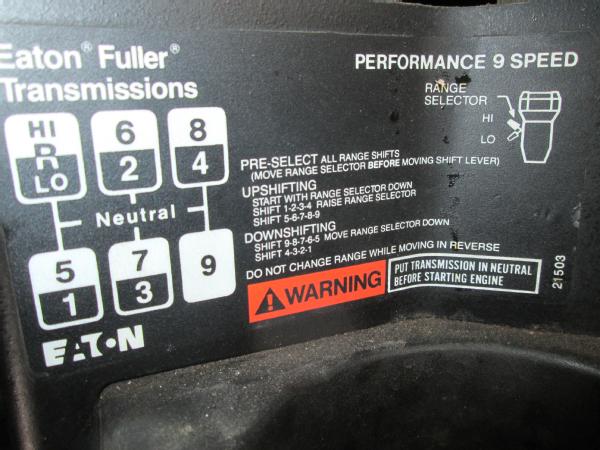 Eaton® Fuller®
Transmissions
PERFORMANCE 9 SPEED
RANGE
SELECTOR
HI
LO
HI
R
LO
6
2
8
4
Neutral
5
1
7
3
9
PRE-SELECT ALL RANGE SHIFTS
(MOVE RANGE SELECTOR BEFORE MOVING SHIFT LEVER)
UPSHIFTING
START WITH RANGE SELECTOR DOWN
SHIFT 1-2-3-4 RAISE RANGE SELECTOR
SHIFT 5-6-7-8-9
DOWNSHIFTING
SHIFT 9-8-7-6-5 MOVE RANGE SELECTOR DOWN
SHIFT 4-3-2-1
DO NOT CHANGE RANGE WHILE MOVING IN REVERSE
WARNING
PUT TRANSMISSION IN NEUTRAL
BEFORE STARTING ENGINE
21503
EATON